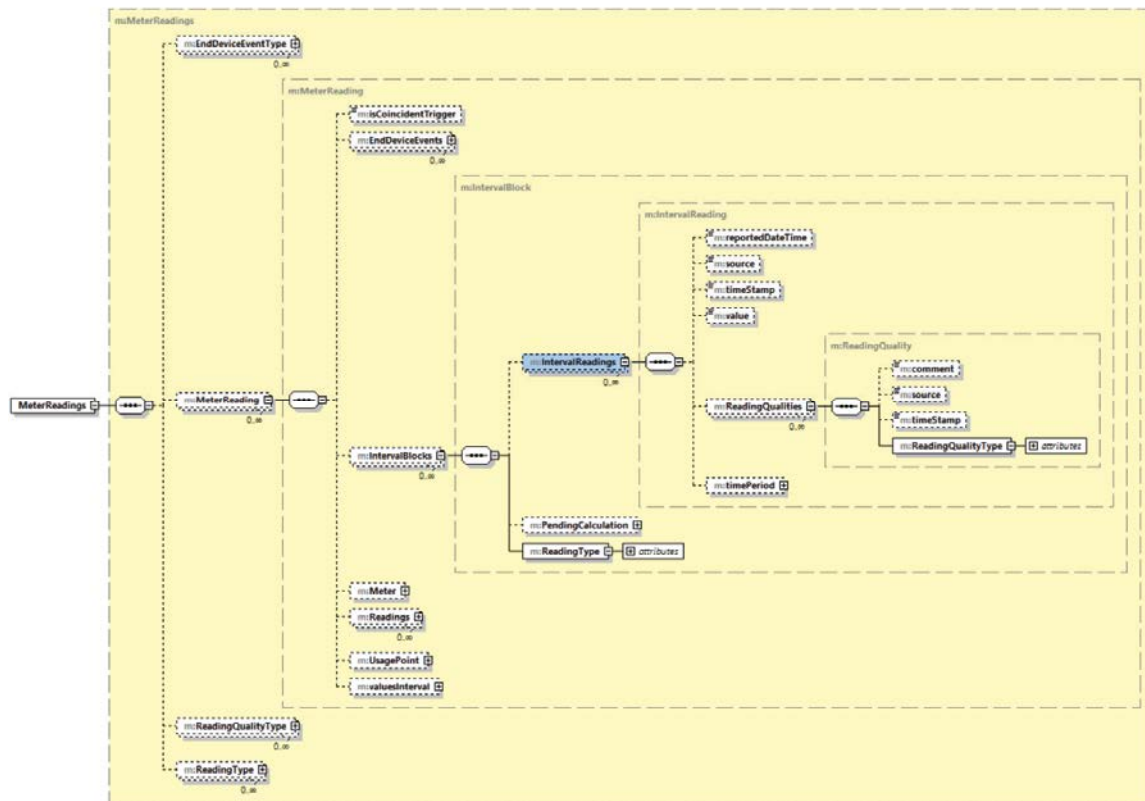 m:MeterReadings
m:EndDeviceEventType
0..∞
m:MeterReading
m:isCoincidentTrigger
m:EndDeviceEvents
0..∞
m:IntervalBlock
m:IntervalReading
m:reportedDateTime
m:source
m:timeStamp
m:value
m:ReadingQuality
m:IntervalReadings
0..∞
m:comment
m:source
m:timeStamp
MeterReadings
m:MeterReading
0..∞
m:ReadingQualities
0..∞
m:ReadingQualityType
attributes
m:IntervalBlocks
0..∞
m:timePeriod
m:PendingCalculation
m:ReadingType
attributes
m:Meter
m:Readings
0..∞
m:UsagePoint
m:valuesInterval
m:ReadingQualityType
0..∞
m:ReadingType
0..∞